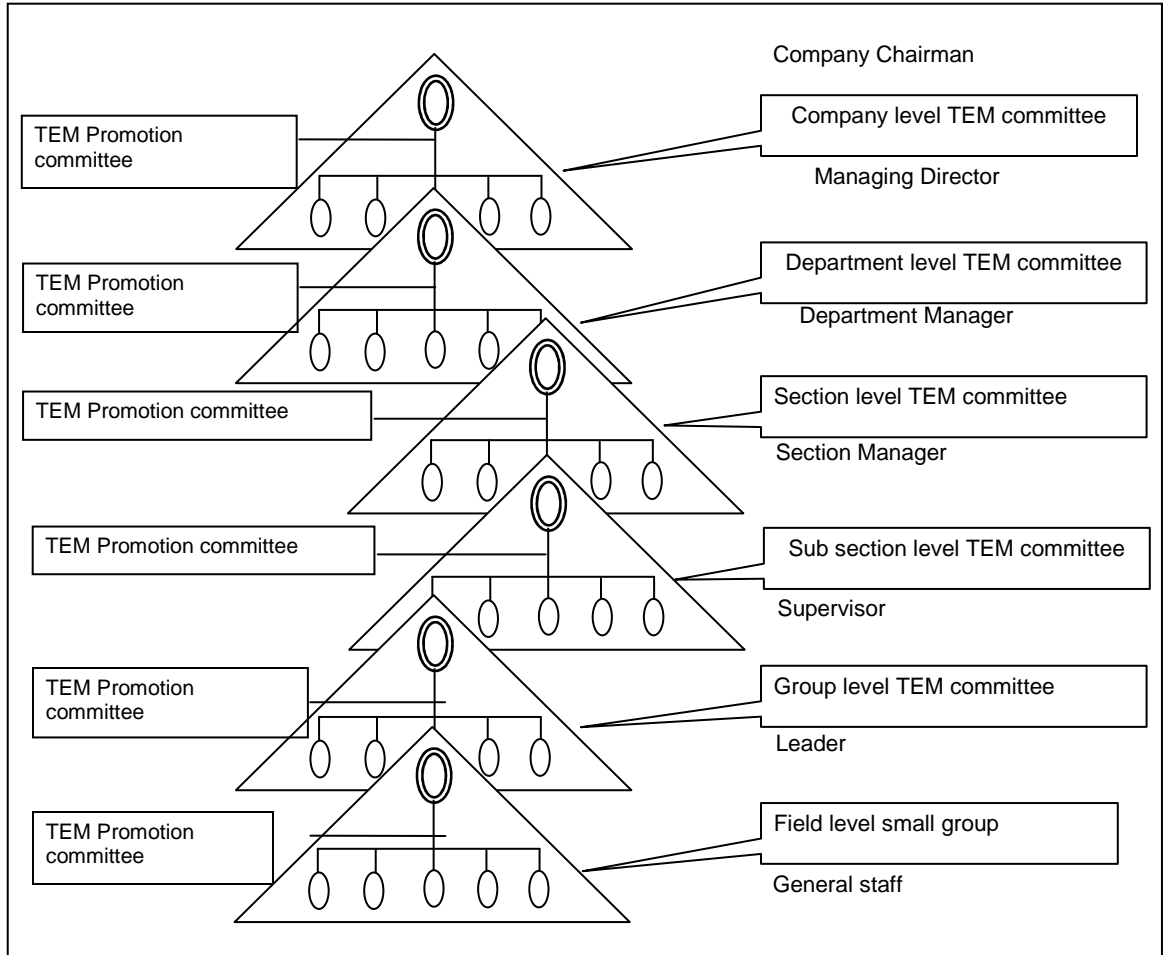 Company Chairman
TEM Promotion
committee
Company level TEM committee
Managing Director
TEM Promotion
committee
Department level TEM committee
Department Manager
TEM Promotion committee
Section level TEM committee
Section Manager
TEM Promotion committee
Sub section level TEM committee
Supervisor
TEM Promotion
committee
Group level TEM committee
Leader
TEM Promotion
committee
Field level small group
General staff